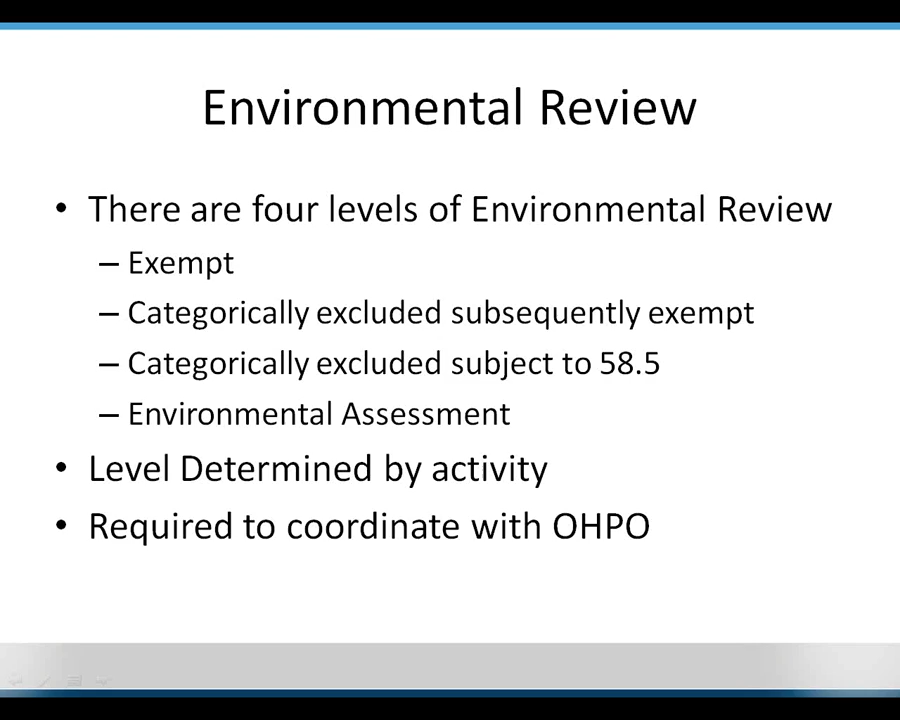 Environmental Review
• There are four levels of Environmental Review
– Exempt
– Categorically excluded subsequently exempt
– Categorically excluded subject to 58.5
– Environmental Assessment
• Level Determined by activity
• Required to coordinate with OHPO